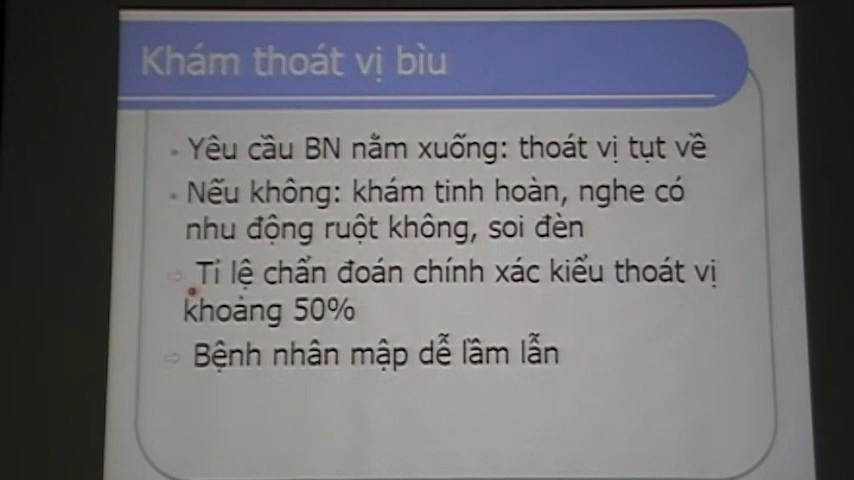 Khám thoát vị bìu
Yêu cầu BN nằm xuống: thoát vị tụt về
Nếu không: khám tinh hoàn, nghe có
nhu động ruột không, soi đèn
Tỉ lệ chẩn đoán chính xác kiểu thoát vị
khoảng 50%
Bệnh nhân mập dễ lầm lẫn